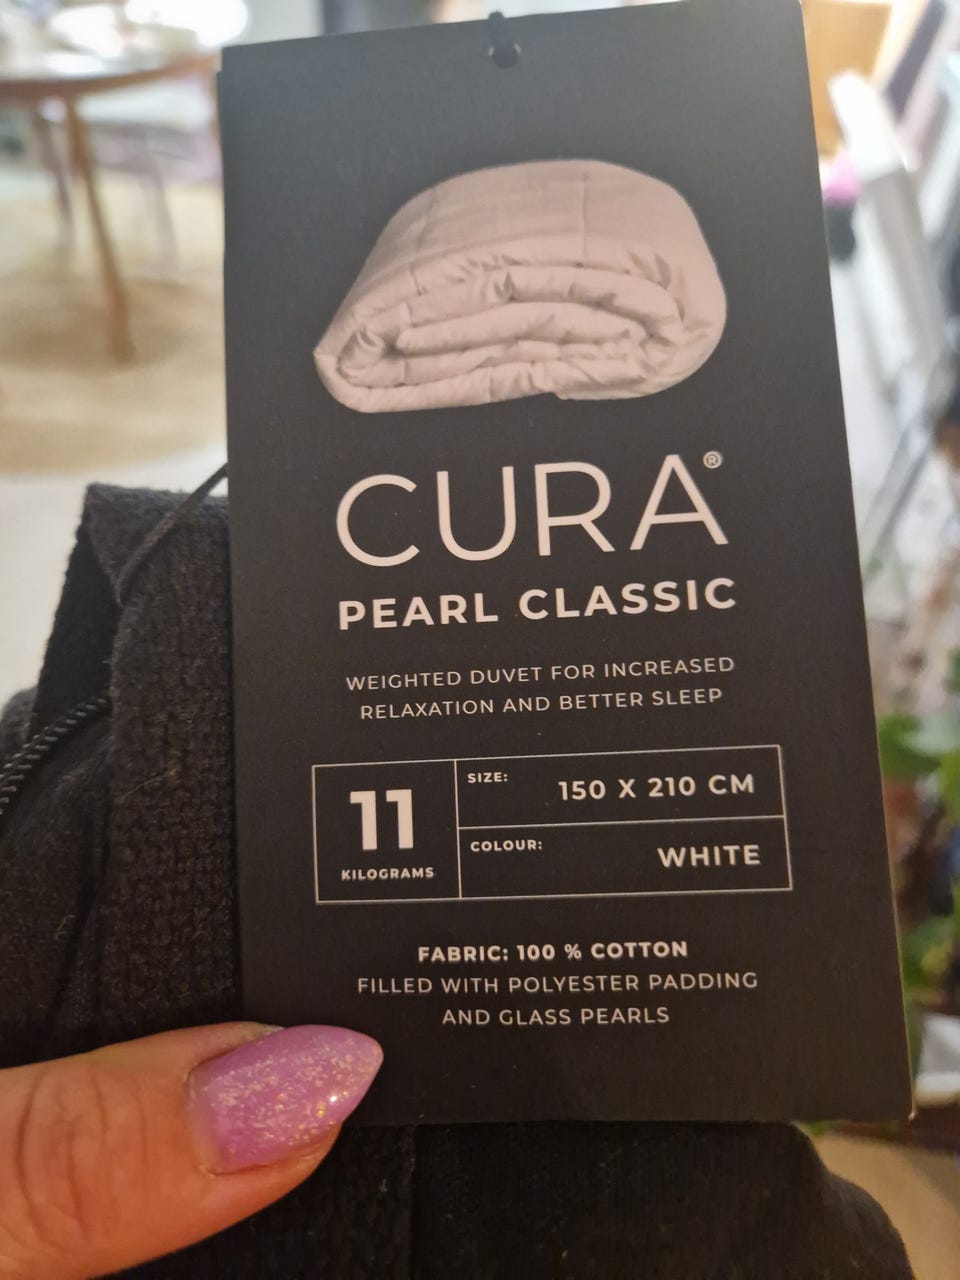 CURA®
PEARL CLASSIC
WEIGHTED DUVET FOR INCREASED
RELAXATION AND BETTER SLEEP
11
KILOGRAMS
SIZE:
150 X 210 CM
COLOUR:
WHITE
FABRIC: 100 % COTTON
FILLED WITH POLYESTER PADDING
AND GLASS PEARLS